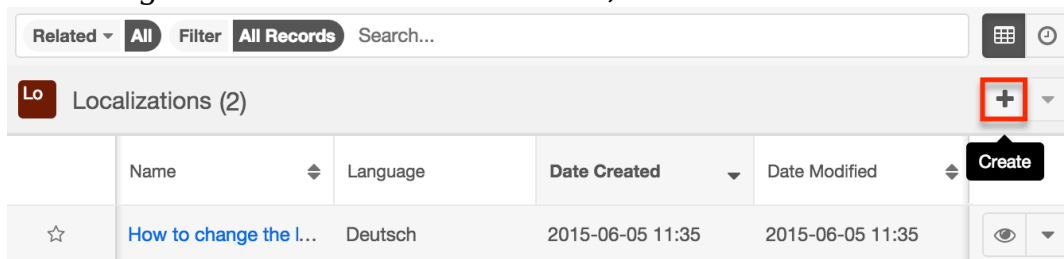 Related All Filter All Records Search...
Lo Localizations (2)
Create
Name Language Date Created Date Modified
How to change the l... Deutsch 2015-06-05 11:35 2015-06-05 11:35